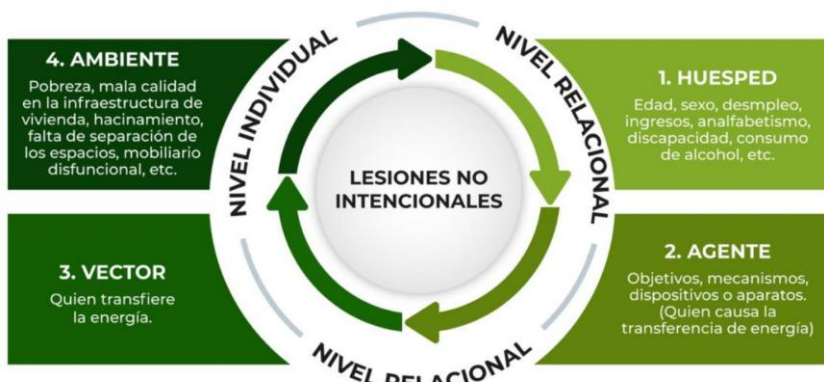 4. AMBIENTE
Pobreza, mala calidad
en la infraestructura de
vivienda, hacinamiento,
falta de separación de
los espacios, mobiliario
disfuncional, etc.
NIVEL INDIVIDUAL
NIVEL RELACIONAL
1. HUESPED
Edad, sexo, desmpleo,
ingresos, analfabetismo,
discapacidad, consumo
de alcohol, etc.
LESIONES NO
INTENCIONALES
3. VECTOR
Quien transfiere
la energía.
2. AGENTE
Objetivos, mecanismos,
dispositivos o aparatos.
(Quien causa la
transferencia de energía)
NIVEL RELACIONAL